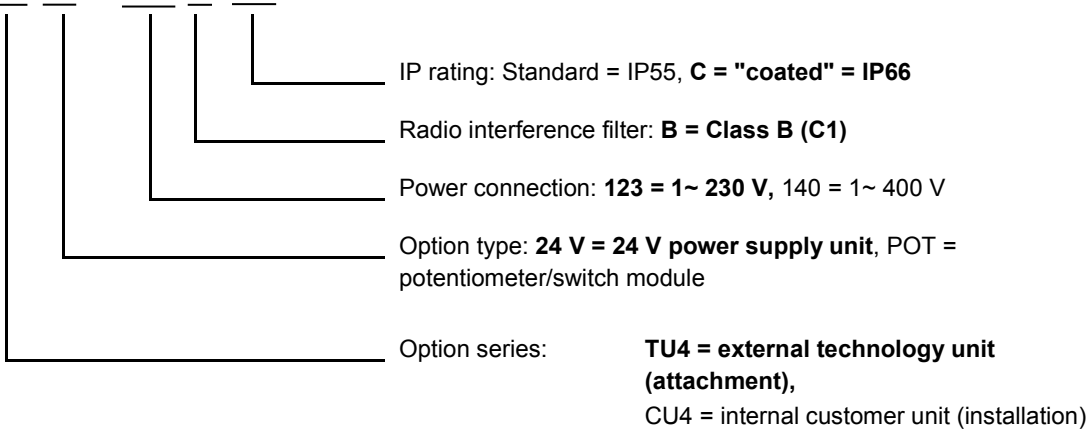 IP rating: Standard = IP55, C = "coated" = IP66
Radio interference filter: B = Class B (C1)
Power connection: 123 = 1~ 230 V, 140 = 1~ 400 V
Option type: 24 V = 24 V power supply unit, POT =
potentiometer/switch module
Option series: TU4 = external technology unit
(attachment),
CU4 = internal customer unit (installation)